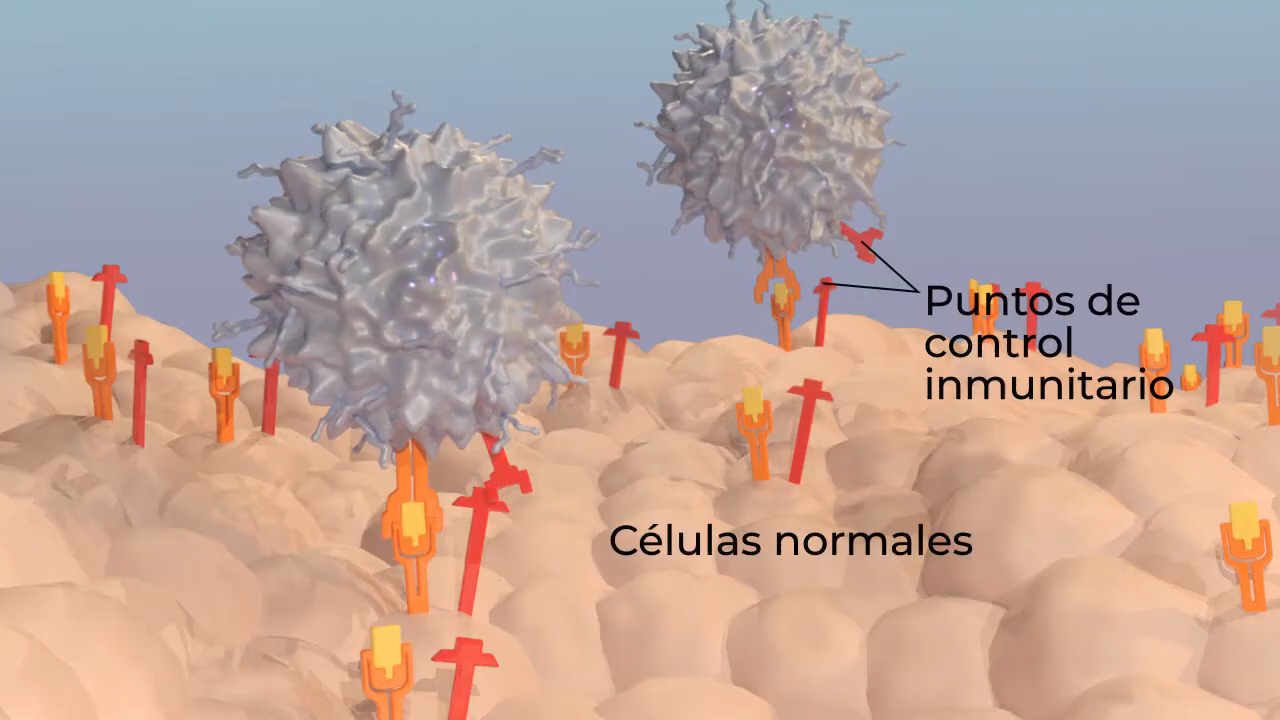 Puntos de
control
inmunitario
Células normales